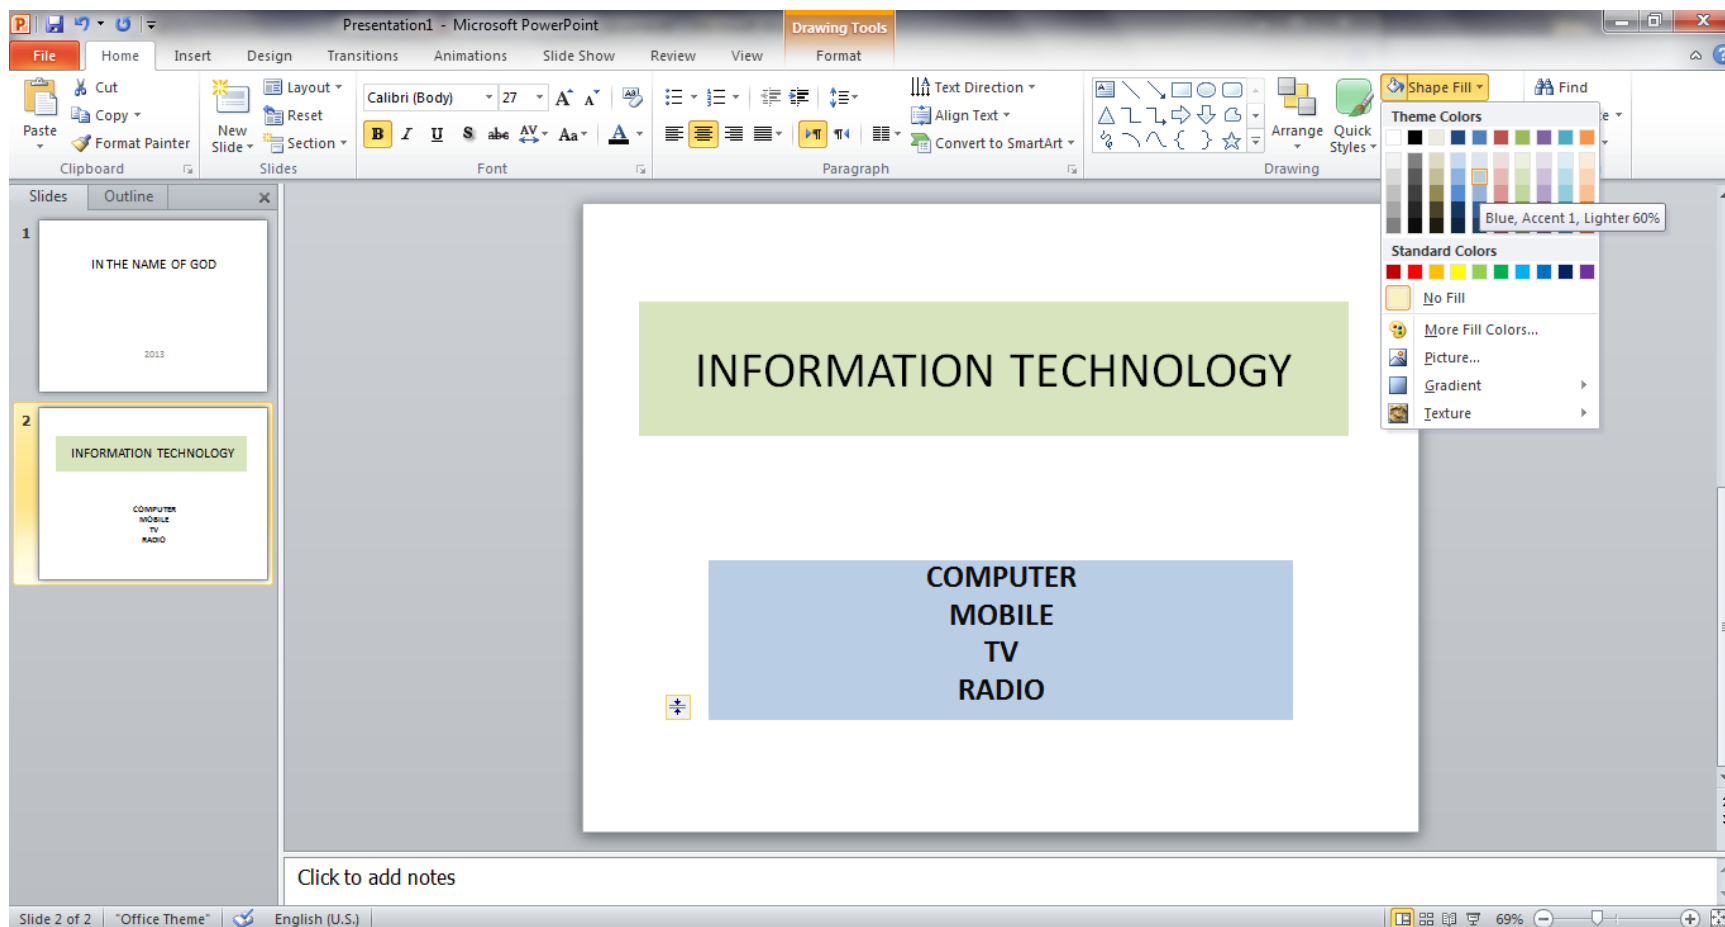 Presentation1 - Microsoft PowerPoint
Drawing Tools
File Home Insert Design Transitions Animations Slide Show Review View Format
Paste
Cut
Copy
Format Painter
Clipboard
New
Slide
Layout
Reset
Section
Slides
Calibri (Body) 27
B I U S abc AV Aa A
Font
Text Direction
Align Text
Convert to SmartArt
Paragraph
Arrange
Quick
Styles
Drawing
Shape Fill
Find
Theme Colors
Blue, Accent 1, Lighter 60%
Standard Colors
No Fill
More Fill Colors...
Picture...
Gradient
Texture
Slides Outline
1
IN THE NAME OF GOD
2013
2
INFORMATION TECHNOLOGY
COMPUTER
MOBILE
TV
RADIO
INFORMATION TECHNOLOGY
COMPUTER
MOBILE
TV
RADIO
Click to add notes
Slide 2 of 2 "Office Theme" English (U.S.) 69%